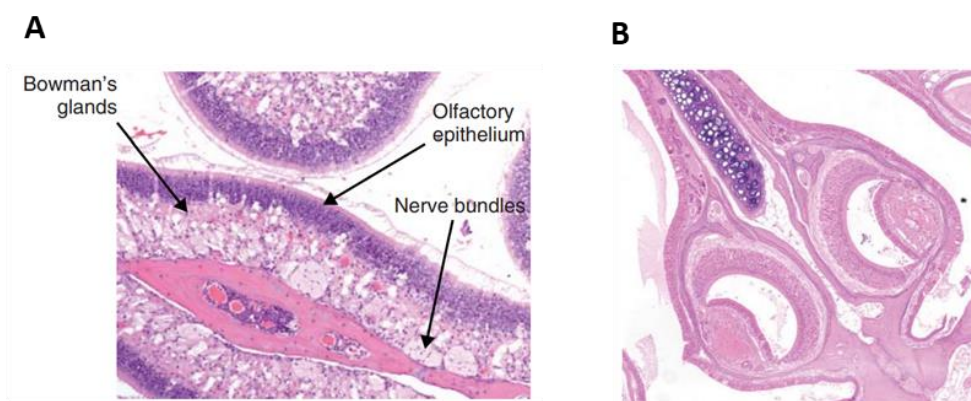 A
B
Bowman's
glands
Olfactory
epithelium
Nerve bundles